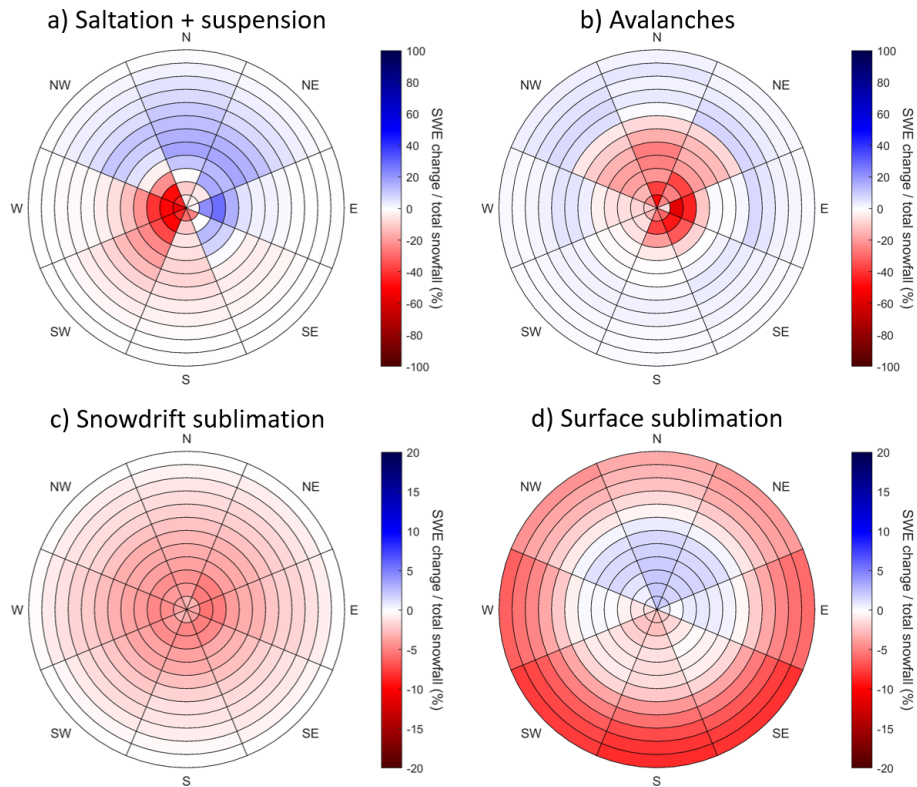 a) Saltation + suspension
b) Avalanches
N
NE
E
SE
S
SW
W
NW
100
80
60
40
20
0
-20
-40
-60
-80
-100
SWE change / total snowfall (%)
N
NE
E
SE
S
SW
W
NW
100
80
60
40
20
0
-20
-40
-60
-80
-100
SWE change / total snowfall (%)
c) Snowdrift sublimation
d) Surface sublimation
N
NE
E
SE
S
SW
W
NW
20
15
10
5
0
-5
-10
-15
-20
SWE change / total snowfall (%)
N
NE
E
SE
S
SW
W
NW
20
15
10
5
0
-5
-10
-15
-20
SWE change / total snowfall (%)